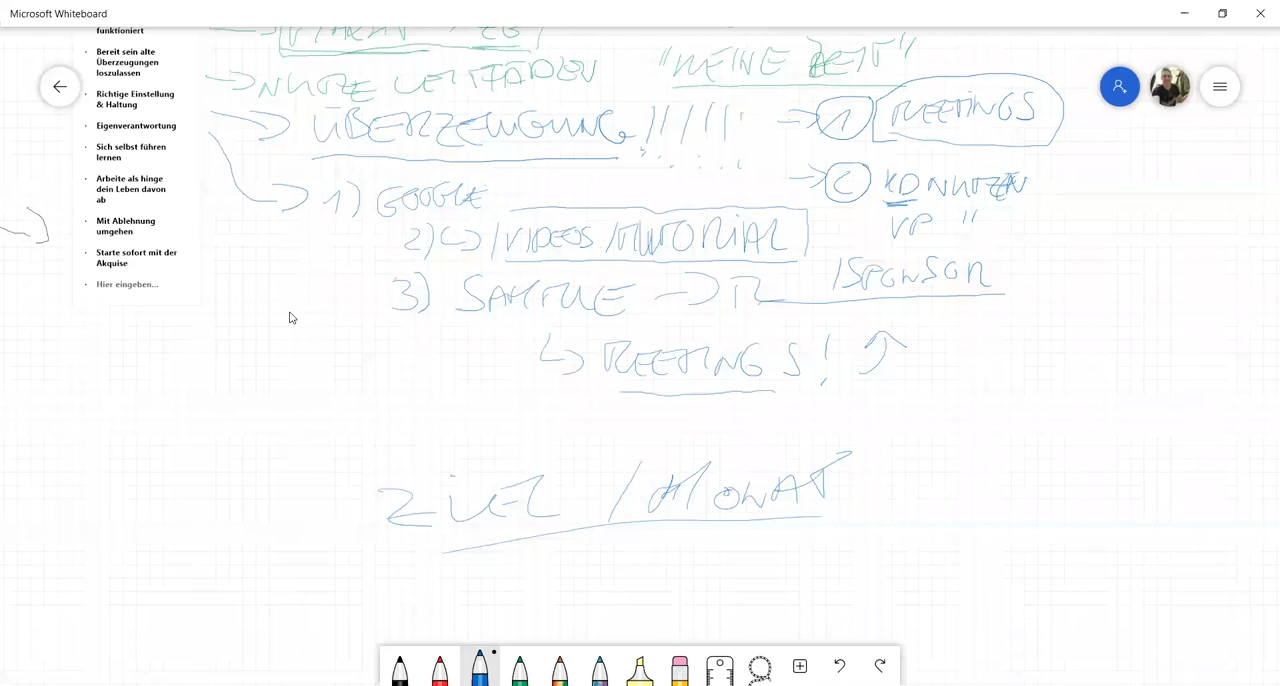 Microsoft Whiteboard
funktioniert
Bereit sein alte
Überzeugungen
loszulassen
Richtige Einstellung
& Haltung
Eigenverantwortung
Sich selbst führen
lernen
Arbeite als hinge
dein Leben davon
ab
Mit Ablehnung
umgehen
Starte sofort mit der
Akquise
Hier eingeben...
→ NUTZE LEITFÄDEN
"KEINE ZEIT"
→ ÜBERZEUGUNG !!!!!
→ 1 MEETINGS
→ 1) GOOGLE
2) VIDEOS / TUTORIAL
VP "
3) SAMMLE →
/SPONSOR
↳ MEETINGS!
ZIEL / MONAT